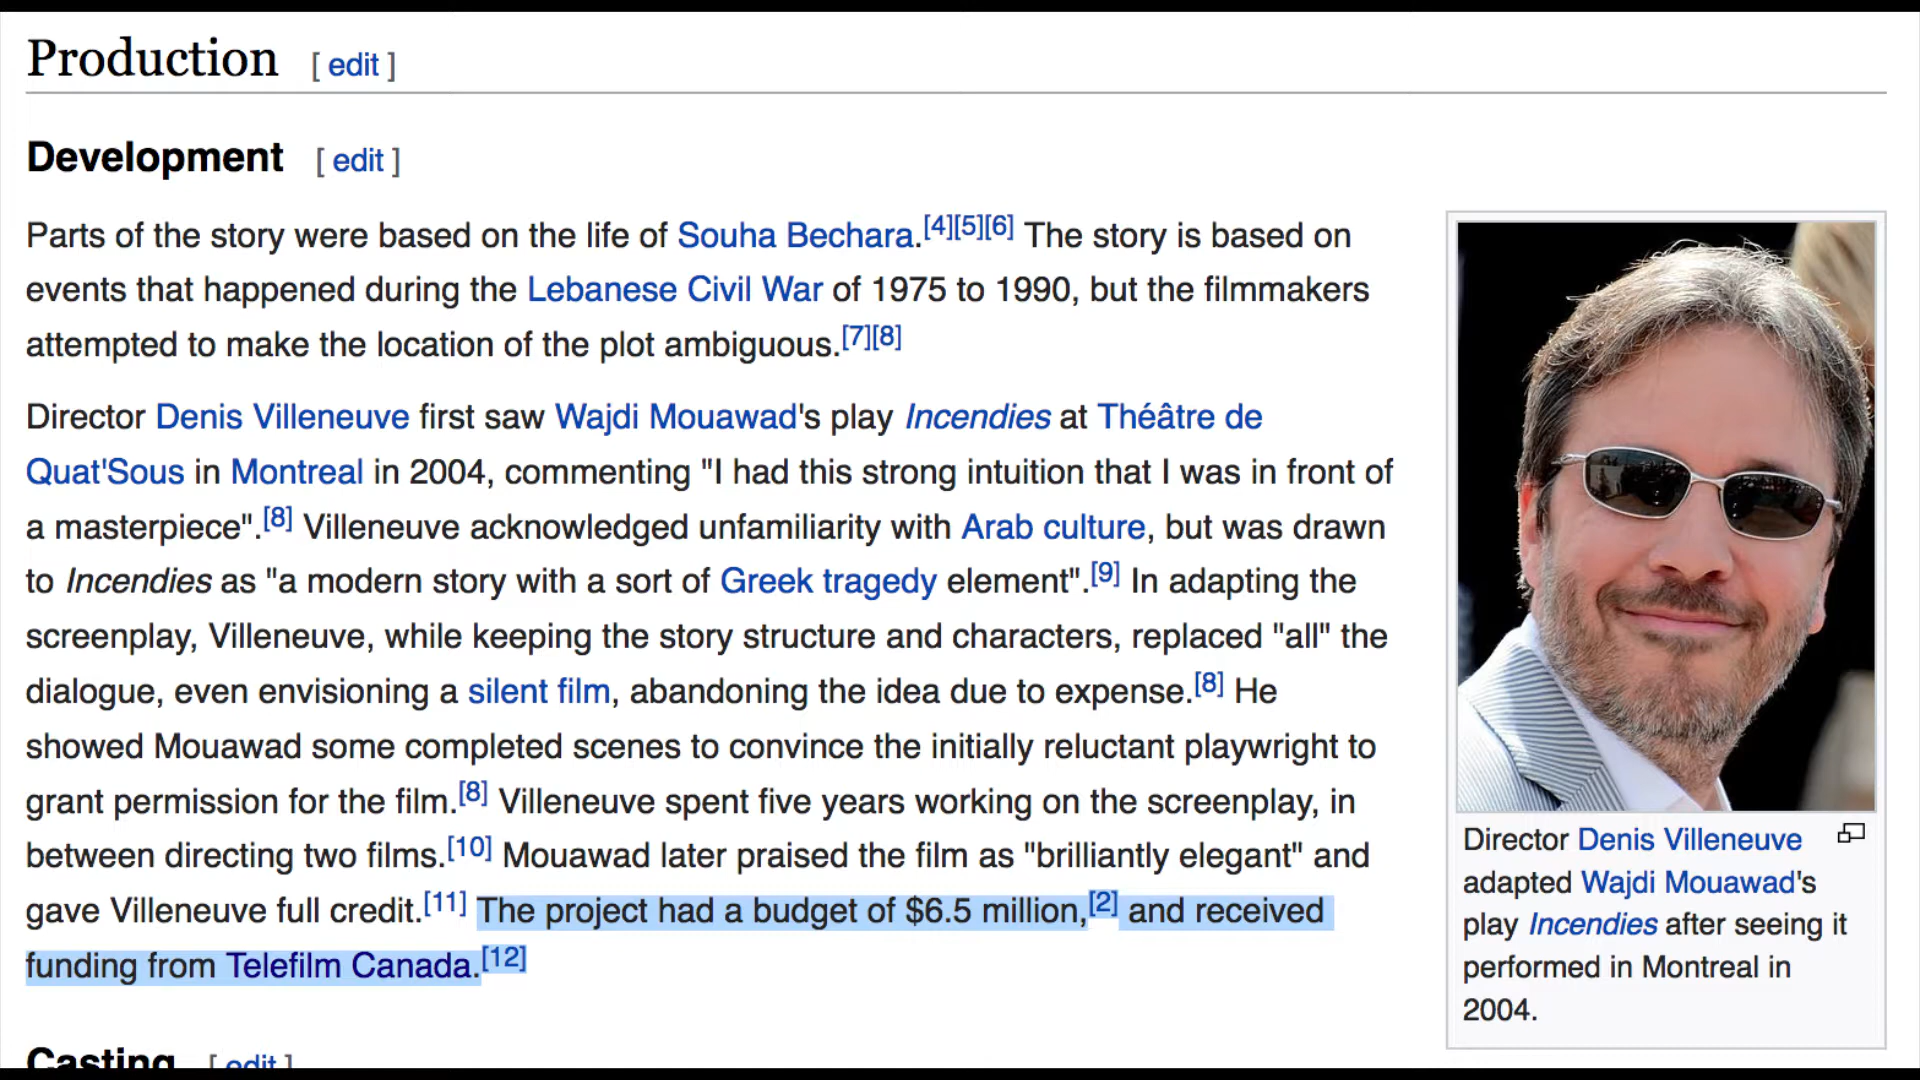 Production [ edit ]
Development [ edit ]
Parts of the story were based on the life of Souha Bechara.[4][5][6] The story is based on
events that happened during the Lebanese Civil War of 1975 to 1990, but the filmmakers
attempted to make the location of the plot ambiguous.[7][8]
Director Denis Villeneuve first saw Wajdi Mouawad's play Incendies at Théâtre de
Quat'Sous in Montreal in 2004, commenting "I had this strong intuition that I was in front of
a masterpiece".[8] Villeneuve acknowledged unfamiliarity with Arab culture, but was drawn
to Incendies as "a modern story with a sort of Greek tragedy element".[9] In adapting the
screenplay, Villeneuve, while keeping the story structure and characters, replaced "all" the
dialogue, even envisioning a silent film, abandoning the idea due to expense.[8] He
showed Mouawad some completed scenes to convince the initially reluctant playwright to
grant permission for the film.[8] Villeneuve spent five years working on the screenplay, in
between directing two films.[10] Mouawad later praised the film as "brilliantly elegant" and
gave Villeneuve full credit.[11] The project had a budget of $6.5 million,[2] and received
funding from Telefilm Canada.[12]
Director Denis Villeneuve
adapted Wajdi Mouawad's
play Incendies after seeing it
performed in Montreal in
2004.
Casting [ edit ]